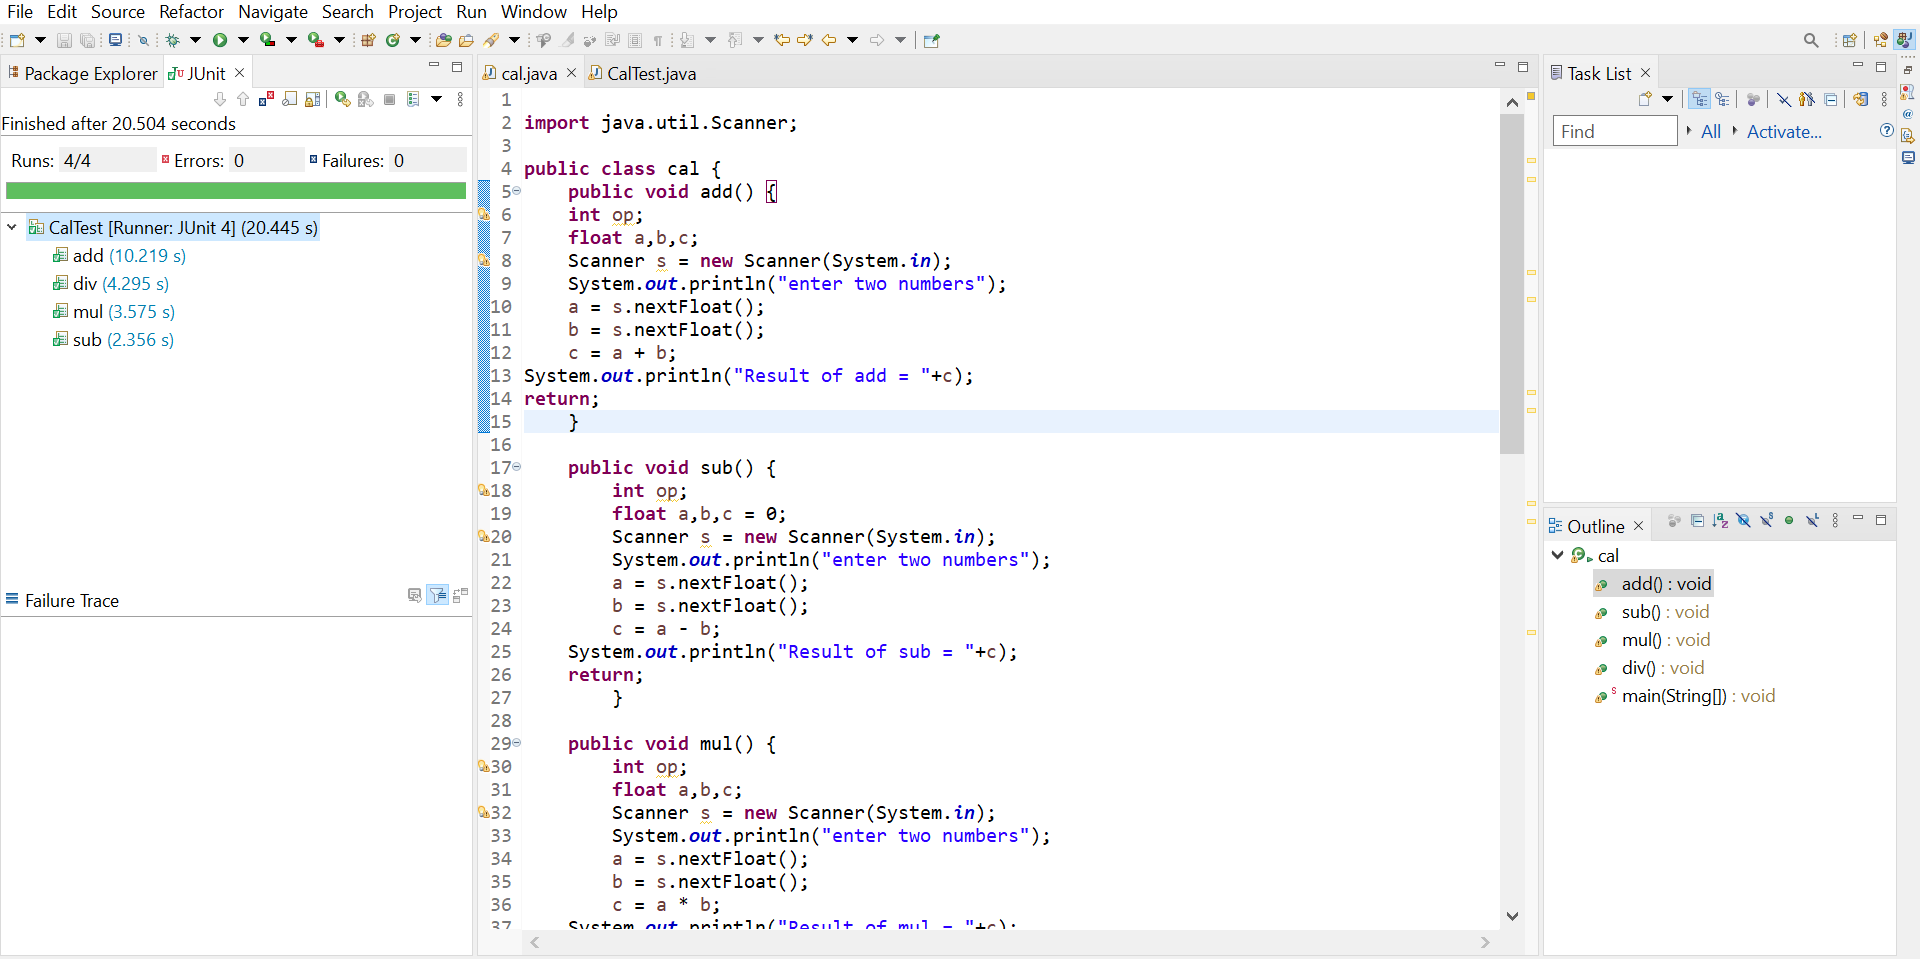 File Edit Source Refactor Navigate Search Project Run Window Help
Package Explorer JUnit
Finished after 20.504 seconds
Runs: 4/4 Errors: 0 Failures: 0
CalTest [Runner: JUnit 4] (20.445 s)
add (10.219 s)
div (4.295 s)
mul (3.575 s)
sub (2.356 s)
Failure Trace
cal.java CalTest.java
1
2 import java.util.Scanner;
3
4 public class cal {
5 public void add() {
6 int op;
7 float a,b,c;
8 Scanner s = new Scanner(System.in);
9 System.out.println("enter two numbers");
10 a = s.nextFloat();
11 b = s.nextFloat();
12 c = a + b;
13 System.out.println("Result of add = "+c);
14 return;
15 }
16
17 public void sub() {
18 int op;
19 float a,b,c = 0;
20 Scanner s = new Scanner(System.in);
21 System.out.println("enter two numbers");
22 a = s.nextFloat();
23 b = s.nextFloat();
24 c = a - b;
25 System.out.println("Result of sub = "+c);
26 return;
27 }
28
29 public void mul() {
30 int op;
31 float a,b,c;
32 Scanner s = new Scanner(System.in);
33 System.out.println("enter two numbers");
34 a = s.nextFloat();
35 b = s.nextFloat();
36 c = a * b;
37 System.out.println("Result of mul = "+c);
Task List
Find All Activate...
Outline
cal
add() : void
sub() : void
mul() : void
div() : void
main(String[]) : void